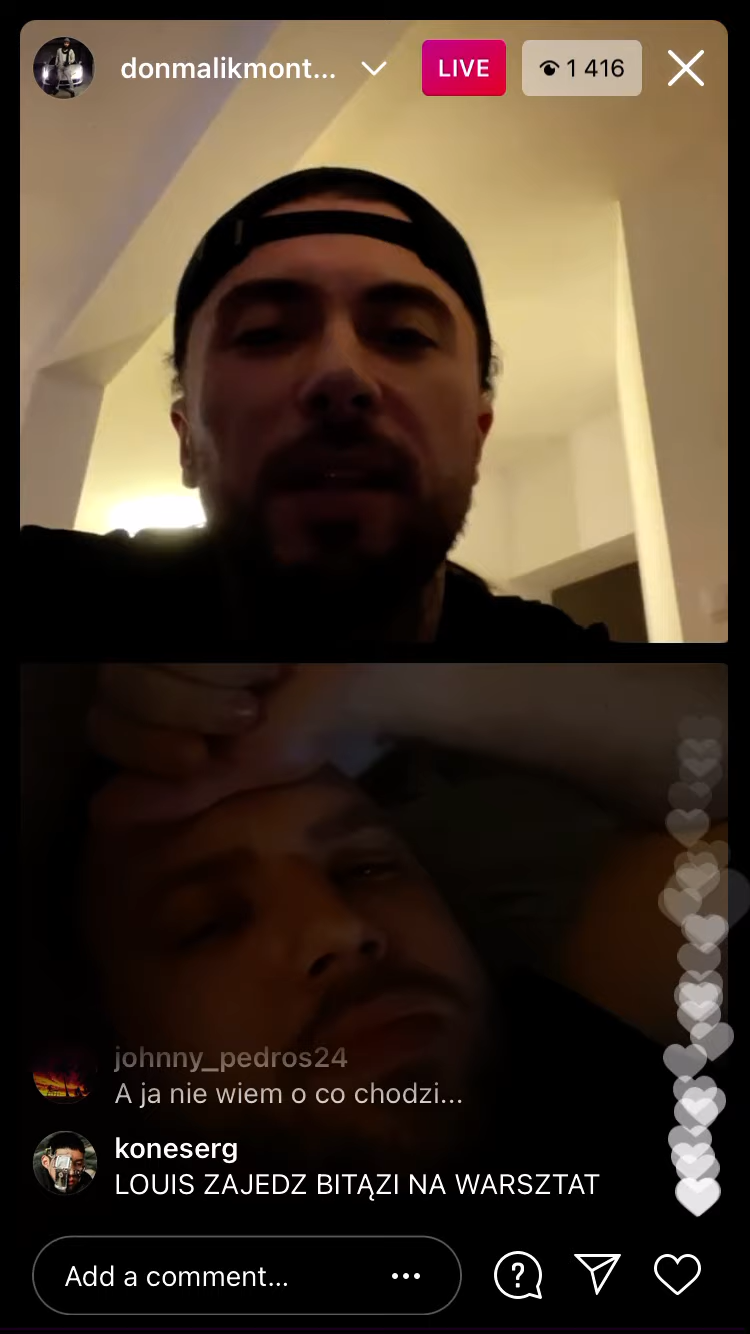 donmalikmont...
LIVE
1 416
johnny_pedros24
A ja nie wiem o co chodzi...
koneserg
LOUIS ZAJEDZ BITĄZI NA WARSZTAT
Add a comment...